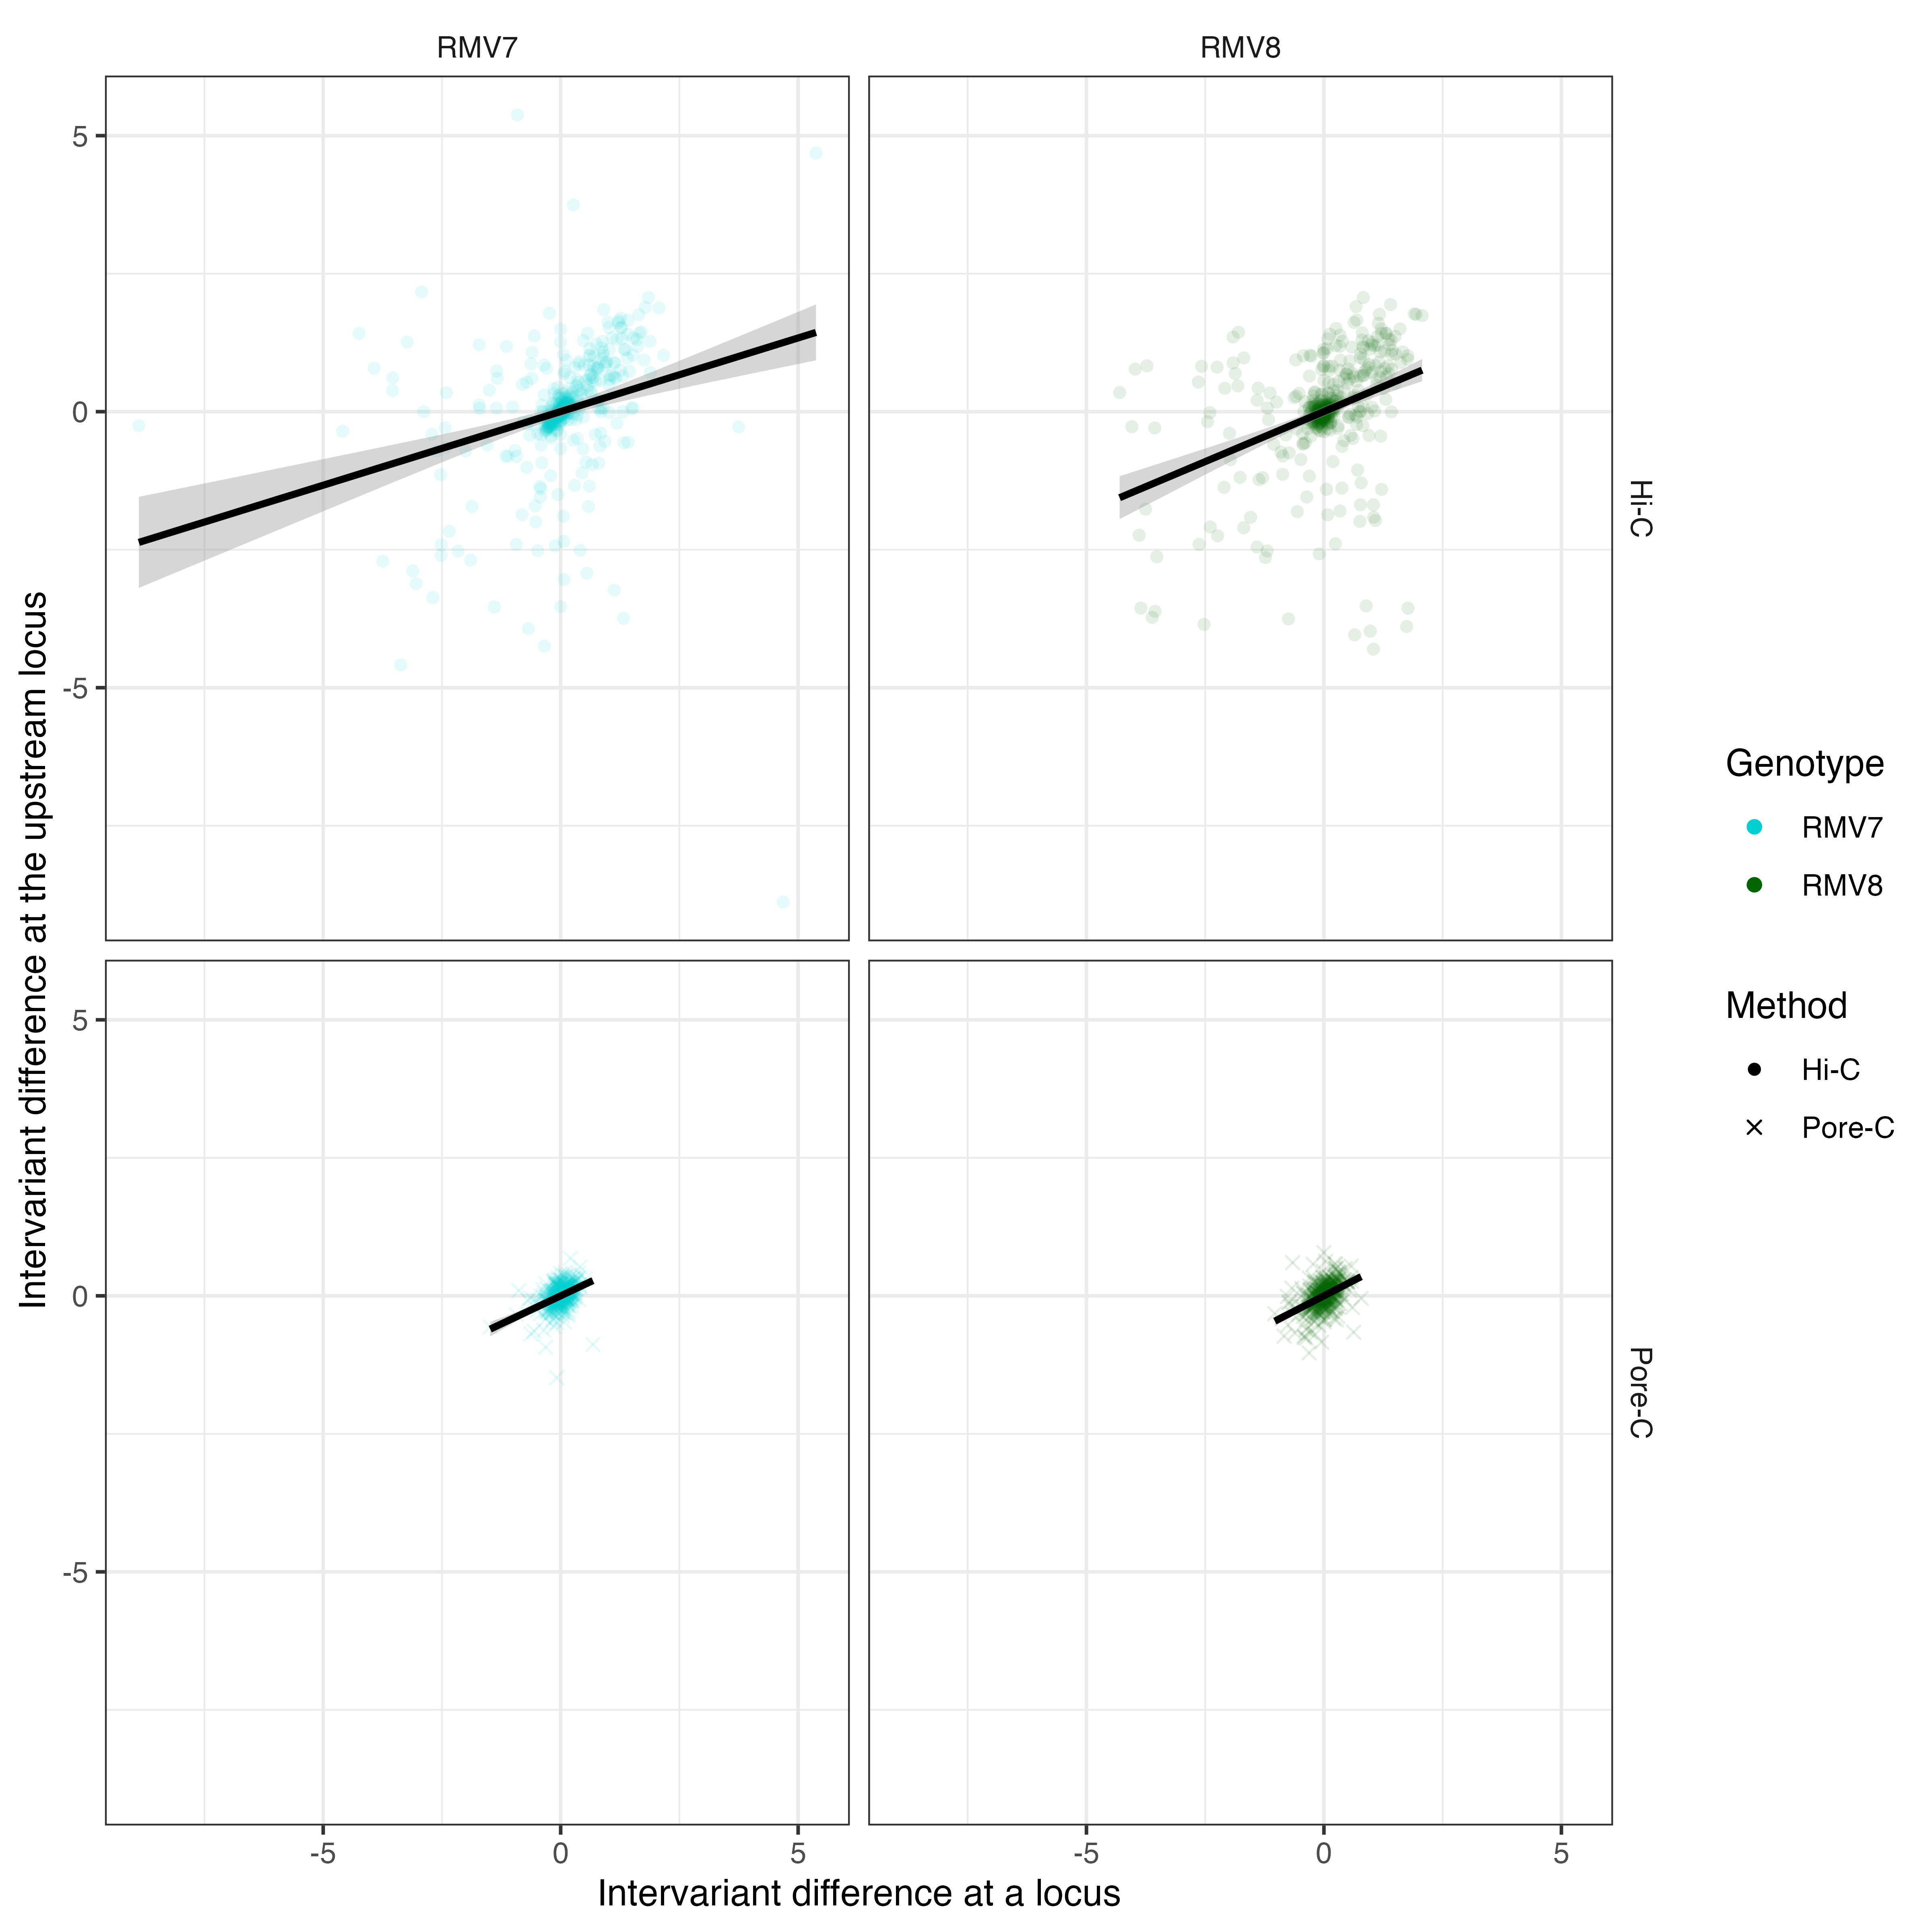 RMV7
RMV8
5
0
-5
Hi-C
5
0
-5
Pore-C
-5
0
5
-5
0
5
Intervariant difference at a locus
Intervariant difference at the upstream locus
Genotype
RMV7
RMV8
Method
Hi-C
Pore-C